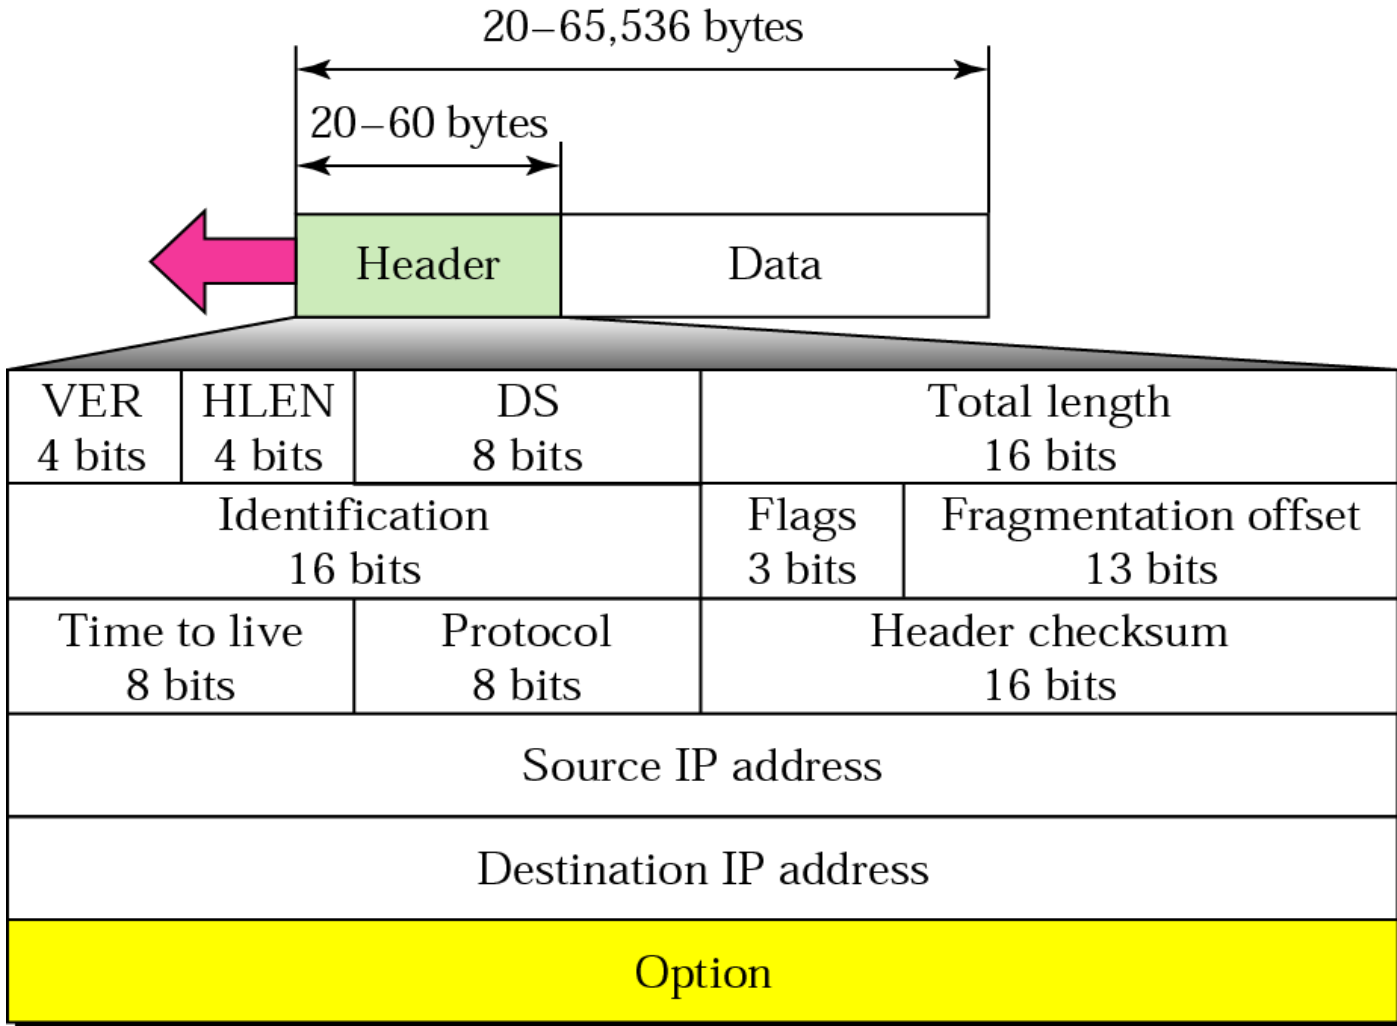 20–65,536 bytes
20–60 bytes
Header
Data
VER
4 bits
HLEN
4 bits
DS
8 bits
Total length
16 bits
Identification
16 bits
Flags
3 bits
Fragmentation offset
13 bits
Time to live
8 bits
Protocol
8 bits
Header checksum
16 bits
Source IP address
Destination IP address
Option